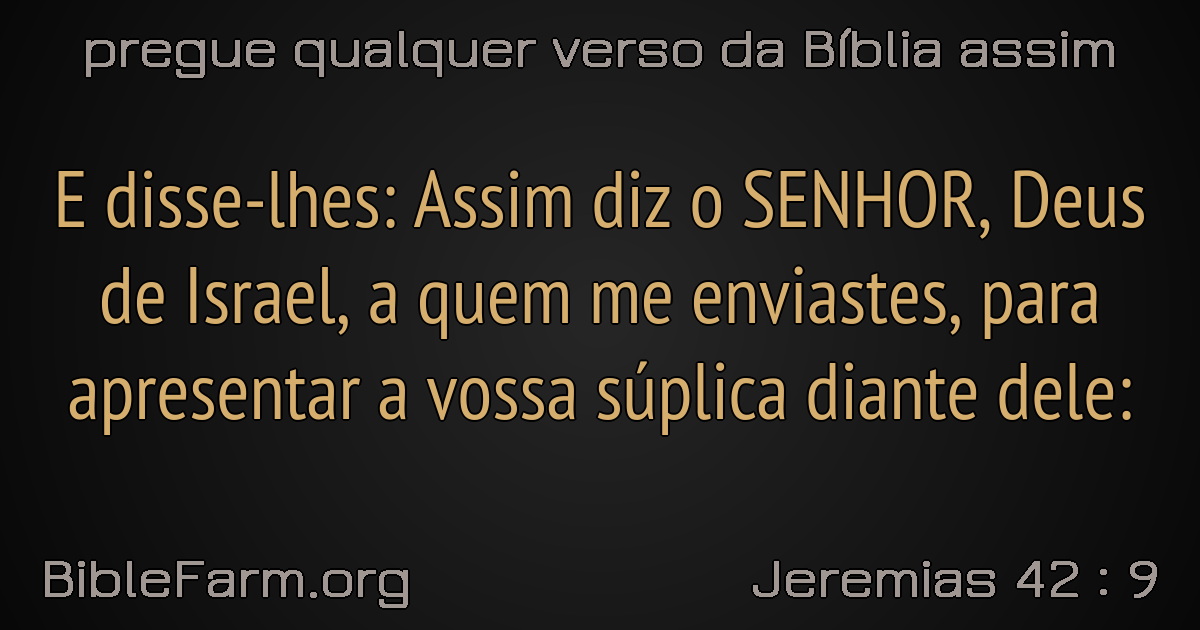 pregue qualquer verso da Bíblia assim
E disse-lhes: Assim diz o SENHOR, Deus
de Israel, a quem me enviastes, para
apresentar a vossa súplica diante dele:
BibleFarm.org
Jeremias 42 : 9